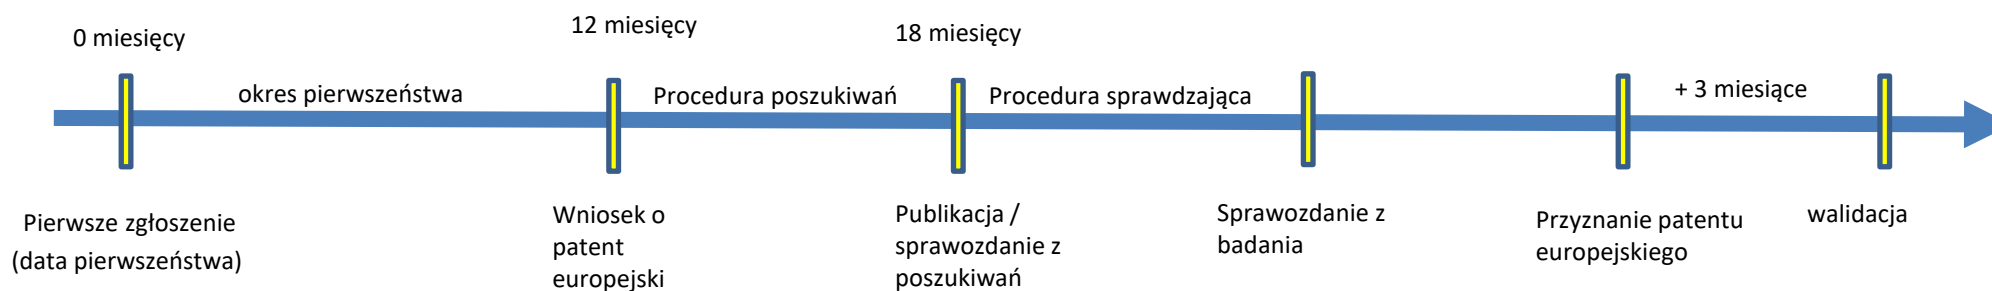 0 miesięcy
12 miesięcy
18 miesięcy
okres pierwszeństwa
Procedura poszukiwań
Procedura sprawdzająca
+ 3 miesiące
Pierwsze zgłoszenie
(data pierwszeństwa)
Wniosek o
patent
europejski
Publikacja /
sprawozdanie z
poszukiwań
Sprawozdanie z
badania
Przyznanie patentu
europejskiego
walidacja